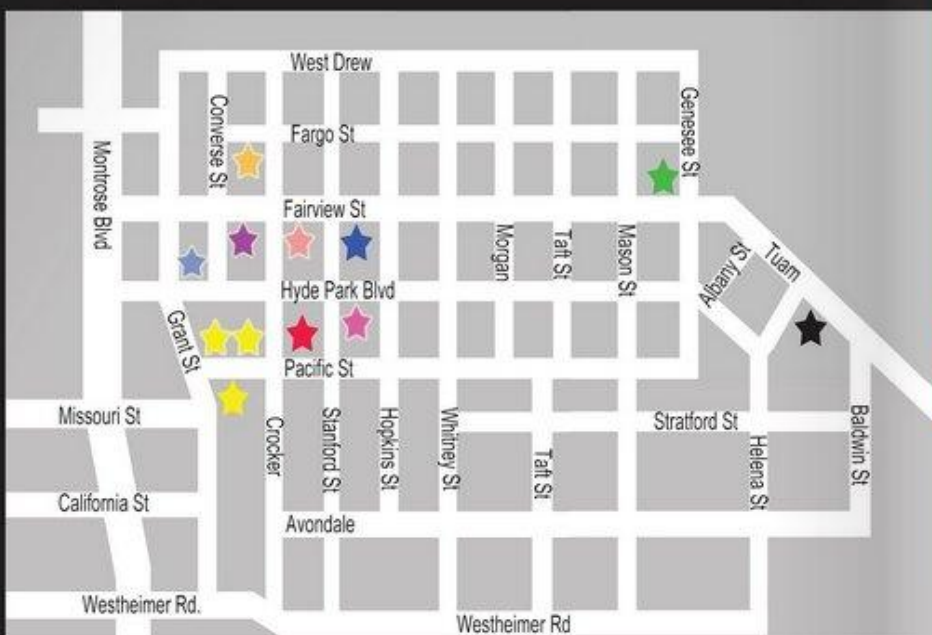 West Drew
Converse St
Genesee St
Fargo St
Montrose Blvd
Fairview St
Morgan
Taft St
Mason St
Albany St
Tuam
Hyde Park Blvd
Grant St
Pacific St
Missouri St
Crocker
Stanford St
Hopkins St
Whitney St
Stratford St
Baldwin St
Taft St
Helena St
California St
Avondale
Westheimer Rd.
Westheimer Rd